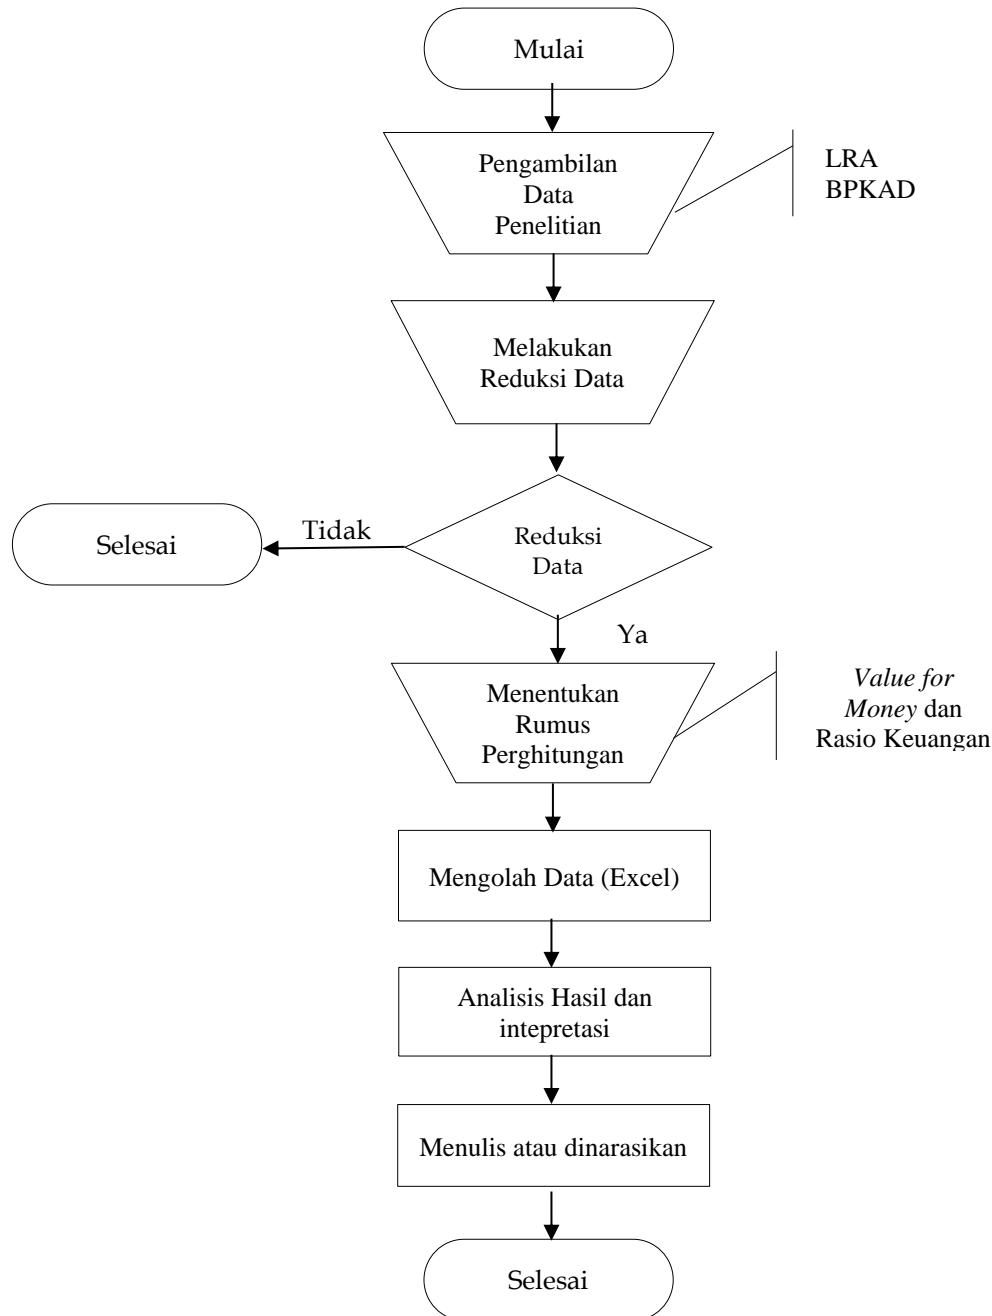 Mulai
Pengambilan
Data
Penelitian
LRA
BPKAD
Melakukan
Reduksi Data
Reduksi
Data
Tidak
Selesai
Ya
Menentukan
Rumus
Perghitungan
Value for
Money dan
Rasio Keuangan
Mengolah Data (Excel)
Analisis Hasil dan
intepretasi
Menulis atau dinarasikan
Selesai